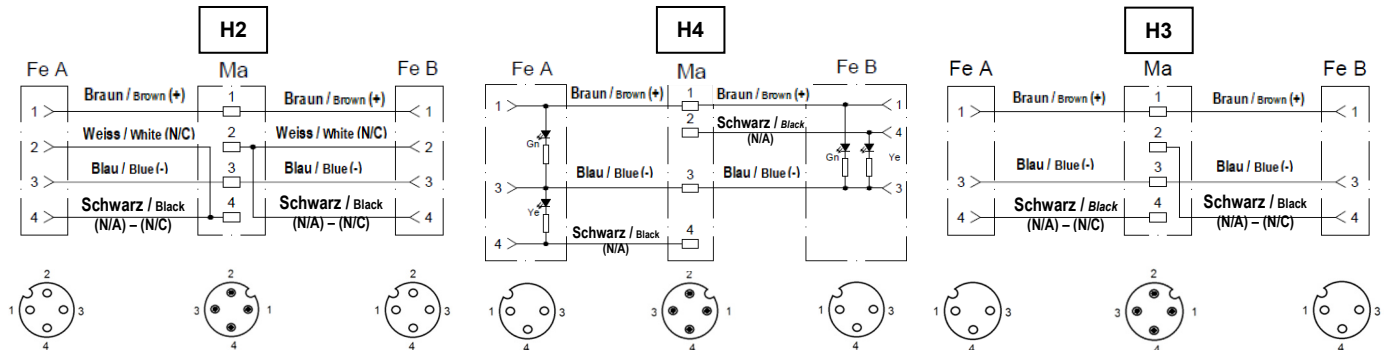 H2
Fe A
Ma
Fe B
1
Braun / Brown (+)
1
Braun / Brown (+)
1
2
Weiss / White (N/C)
2
Weiss / White (N/C)
2
3
Blau / Blue (-)
3
Blau / Blue (-)
3
4
Schwarz / Black
(N/A) – (N/C)
4
Schwarz / Black
(N/A) – (N/C)
4
2
1
3
4
2
3
1
4
2
1
3
4
H4
Fe A
Ma
Fe B
1
Braun / Brown (+)
1
Braun / Brown (+)
1
2
Schwarz / Black
(N/A)
4
Gn
Gn
Ye
3
Blau / Blue (-)
3
Blau / Blue (-)
3
Ye
4
Schwarz / Black
(N/A)
4
1
3
4
2
3
1
4
1
3
4
H3
Fe A
Ma
Fe B
1
Braun / Brown (+)
1
Braun / Brown (+)
1
2
3
Blau / Blue (-)
3
Blau / Blue (-)
3
4
Schwarz / Black
(N/A) – (N/C)
4
Schwarz / Black
(N/A) – (N/C)
4
1
3
4
2
3
1
4
1
3
4